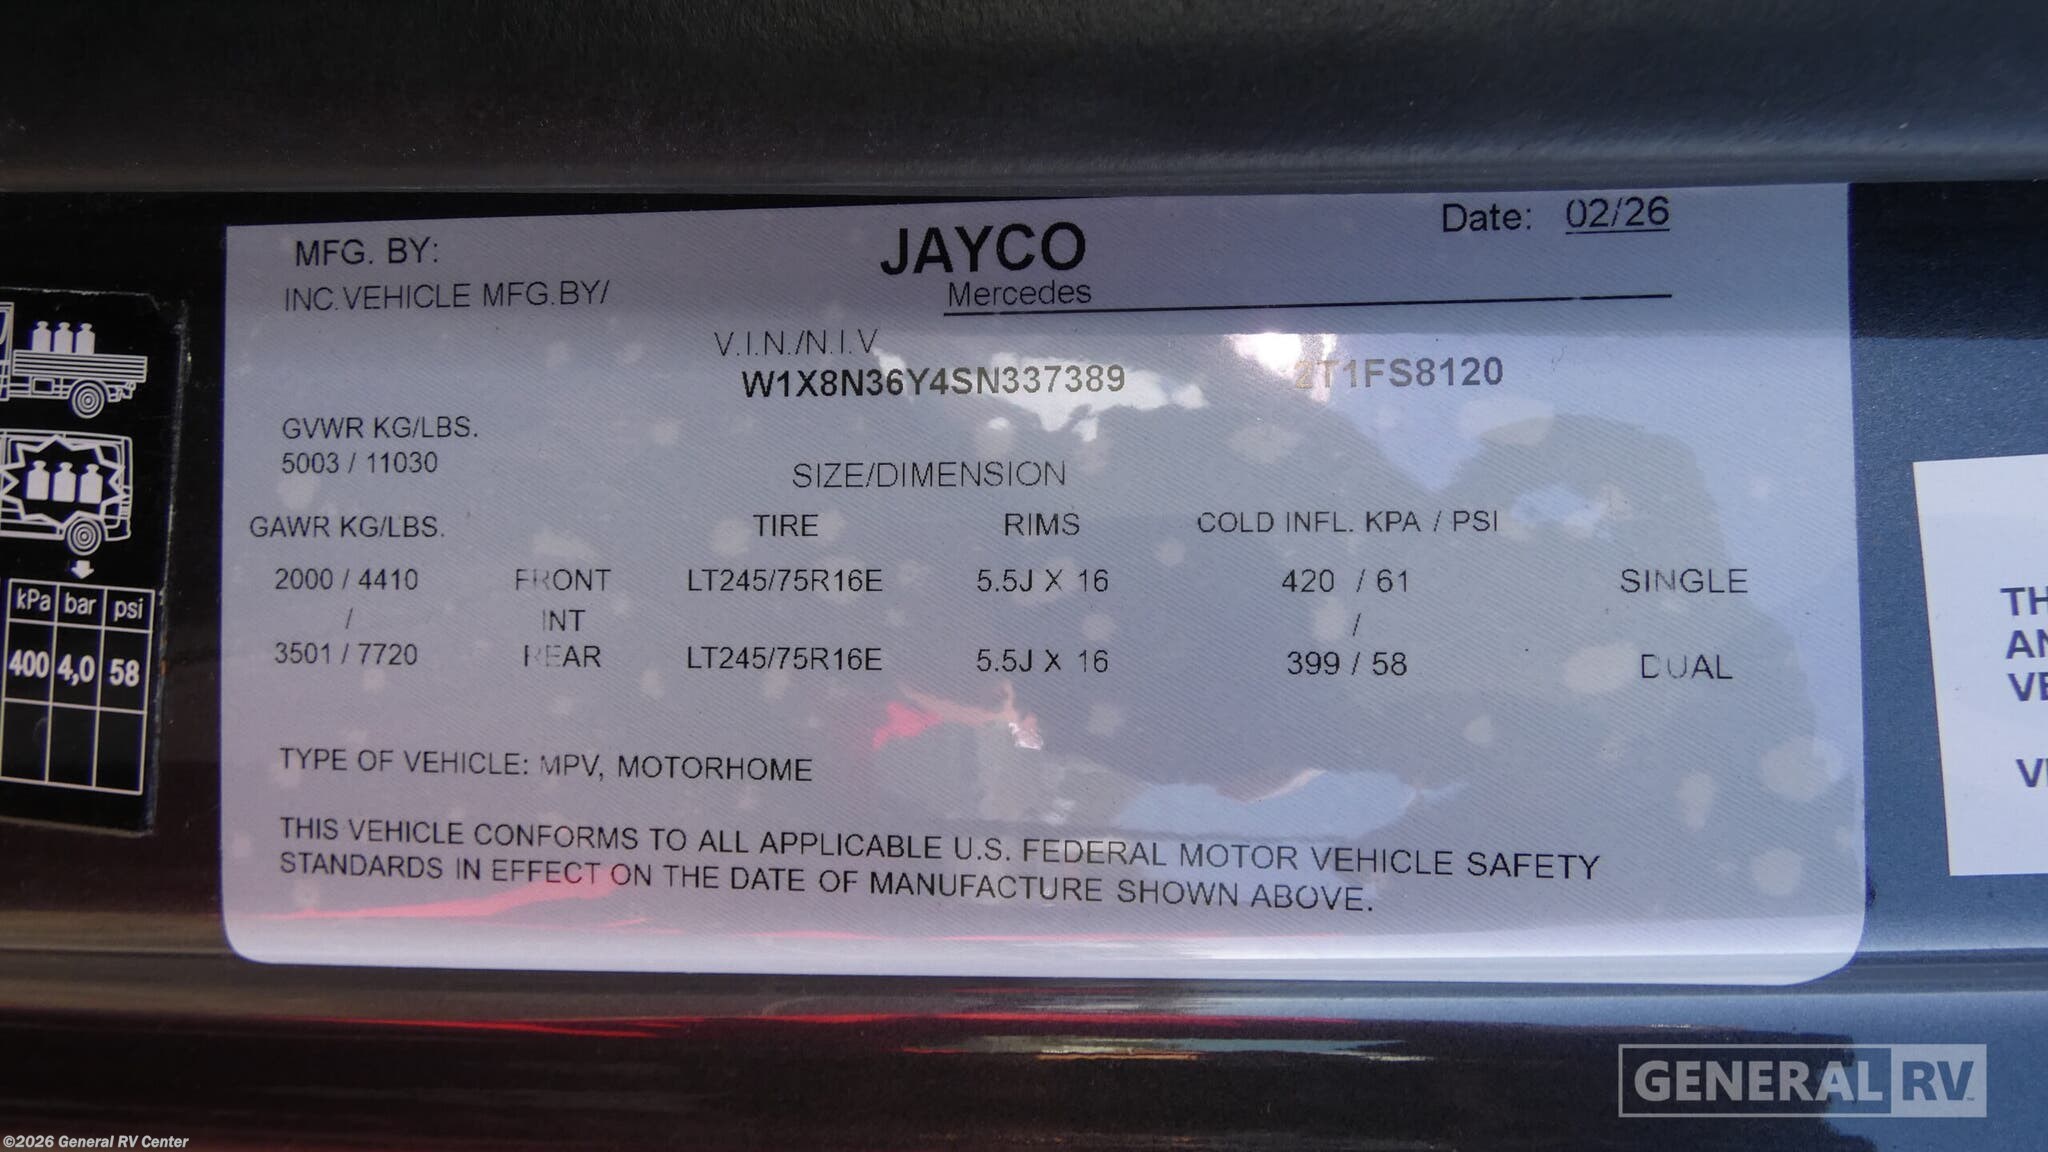 MFG. BY: JAYCO Date: 02/26
INC.VEHICLE MFG.BY/ Mercedes
V.I.N./N.I.V
W1X8N36Y4SN337389 2T1FS8120
GVWR KG/LBS.
5003 / 11030
SIZE/DIMENSION
GAWR KG/LBS. TIRE RIMS COLD INFL. KPA / PSI
2000 / 4410 FRONT LT245/75R16E 5.5J X 16 420 / 61 SINGLE
/ INT /
3501 / 7720 REAR LT245/75R16E 5.5J X 16 399 / 58 DUAL
TYPE OF VEHICLE: MPV, MOTORHOME
THIS VEHICLE CONFORMS TO ALL APPLICABLE U.S. FEDERAL MOTOR VEHICLE SAFETY
STANDARDS IN EFFECT ON THE DATE OF MANUFACTURE SHOWN ABOVE.
kPa bar psi
400 4,0 58
TH
AN
VE
VI
GENERAL RV
©2026 General RV Center